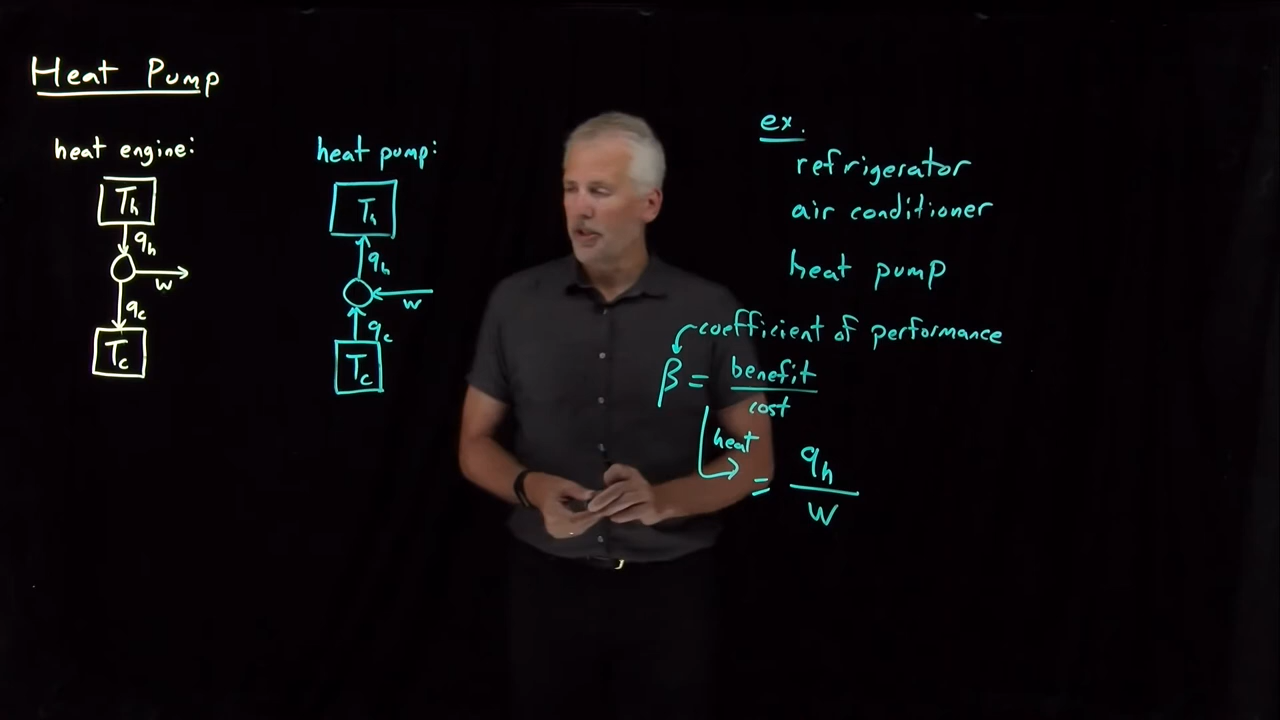 Heat Pump
heat engine:
Th
qh
w
qc
Tc
heat pump:
Th
qh
w
qc
Tc
ex.
refrigerator
air conditioner
heat pump
coefficient of performance
β = benefit / cost
heat
= qh / w